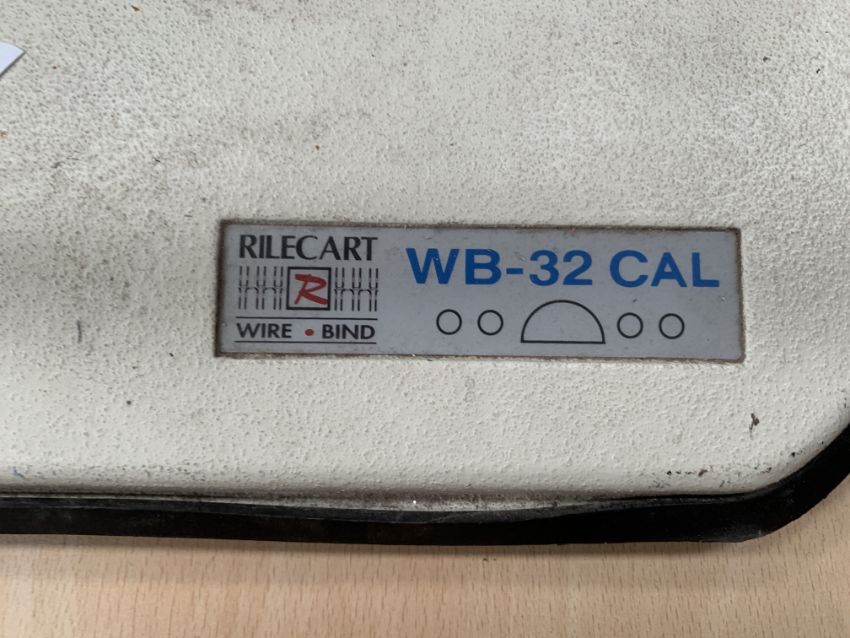 RILECART
R
WIRE • BIND
WB-32 CAL